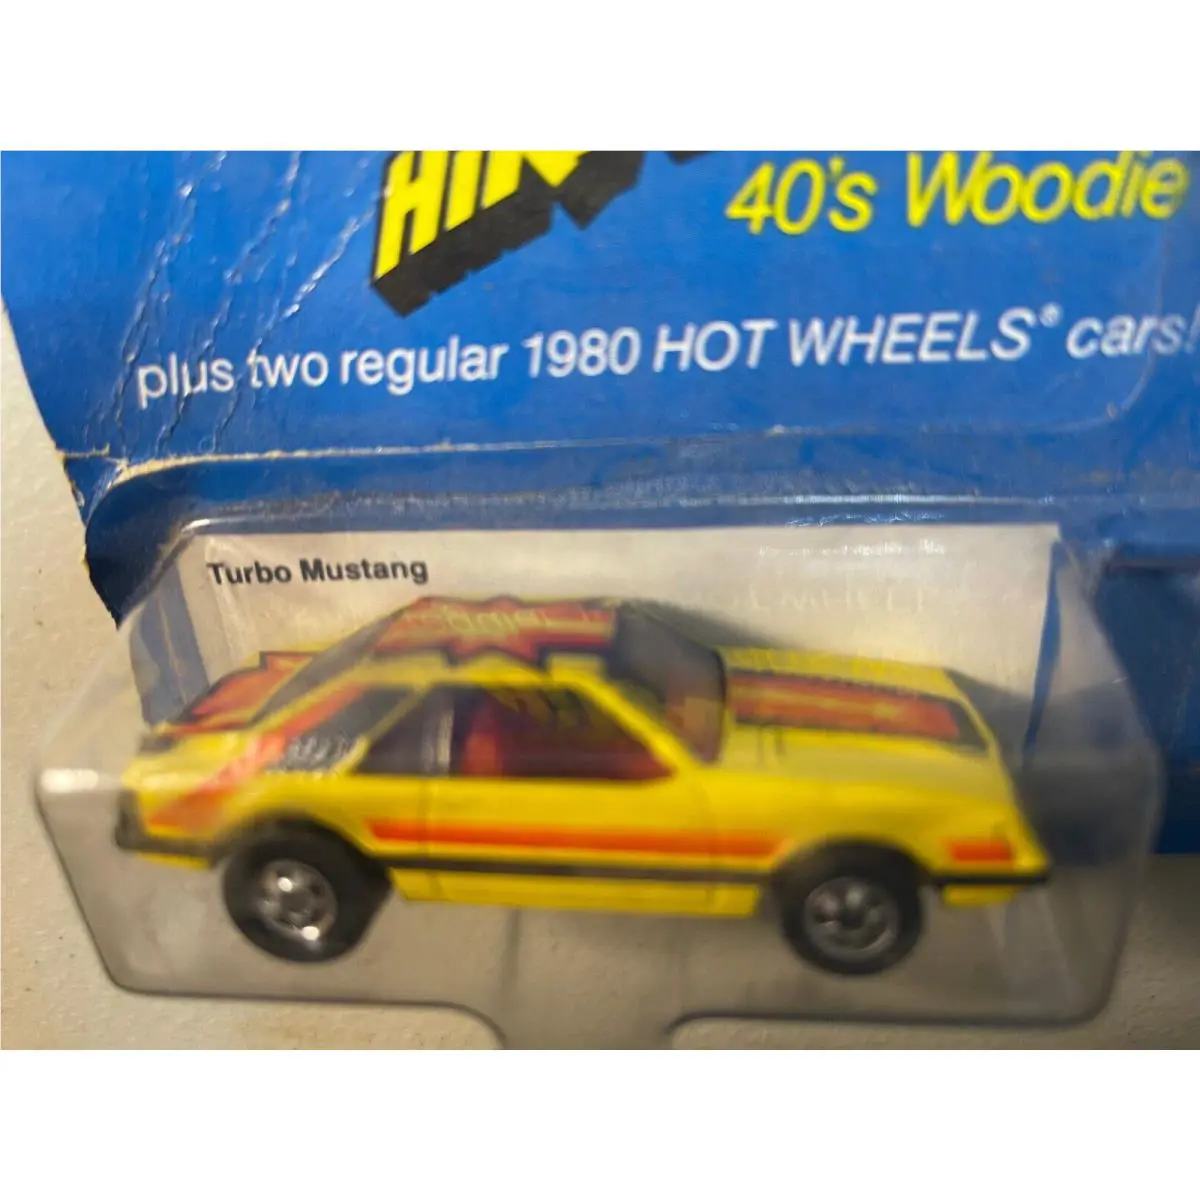 40's Woodie
plus two regular 1980 HOT WHEELS® cars!
Turbo Mustang